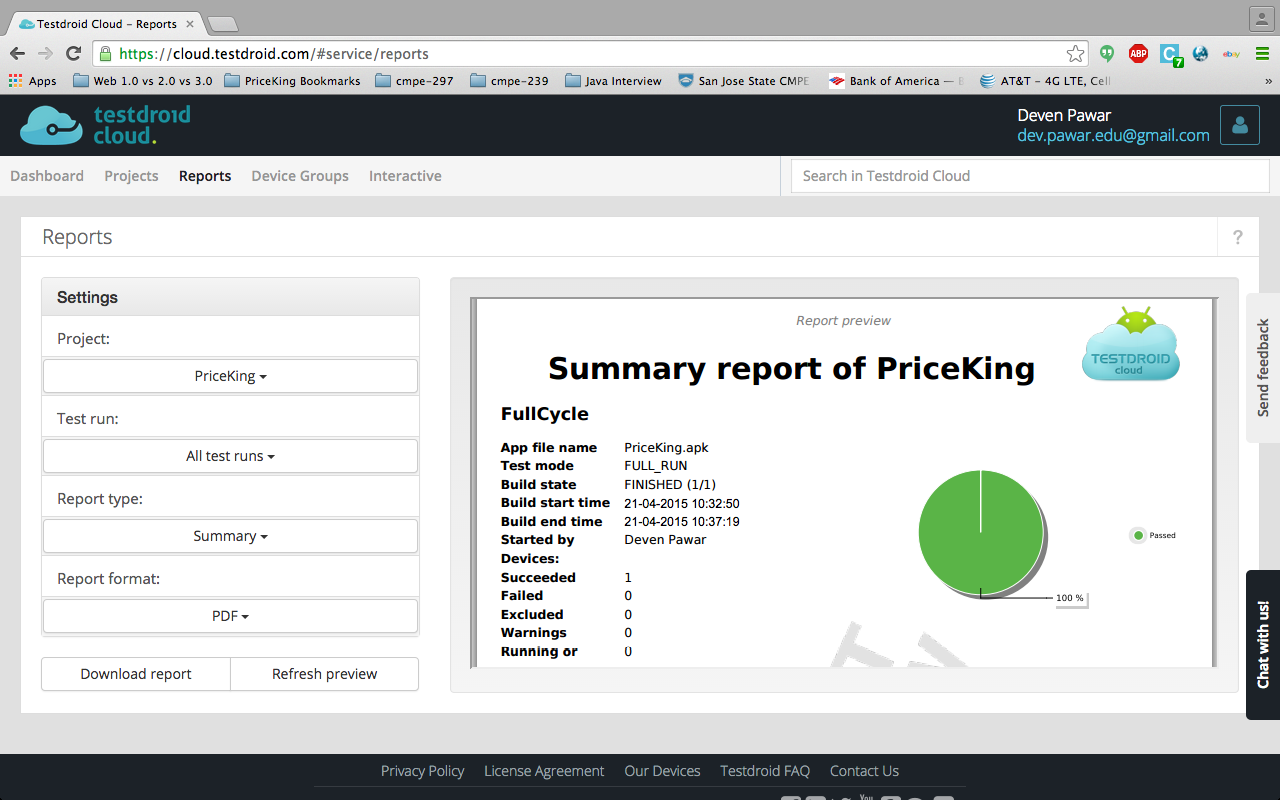 Testdroid Cloud – Reports
https://cloud.testdroid.com/#service/reports
ABP
C
7
ebay
Apps
Web 1.0 vs 2.0 vs 3.0
PriceKing Bookmarks
cmpe-297
cmpe-239
Java Interview
San Jose State CMPE
Bank of America —
AT&T - 4G LTE, Cell
»
testdroid
cloud.
Deven Pawar
dev.pawar.edu@gmail.com
Dashboard
Projects
Reports
Device Groups
Interactive
Search in Testdroid Cloud
Reports
?
Settings
Project:
PriceKing
Test run:
All test runs
Report type:
Summary
Report format:
PDF
Download report
Refresh preview
Report preview
TESTDROID
cloud
Summary report of PriceKing
FullCycle
App file name PriceKing.apk
Test mode FULL_RUN
Build state FINISHED (1/1)
Build start time 21-04-2015 10:32:50
Build end time 21-04-2015 10:37:19
Started by Deven Pawar
Devices:
Succeeded 1
Failed 0
Excluded 0
Warnings 0
Running or 0
Passed
100 %
Send feedback
Chat with us!
Privacy Policy
License Agreement
Our Devices
Testdroid FAQ
Contact Us